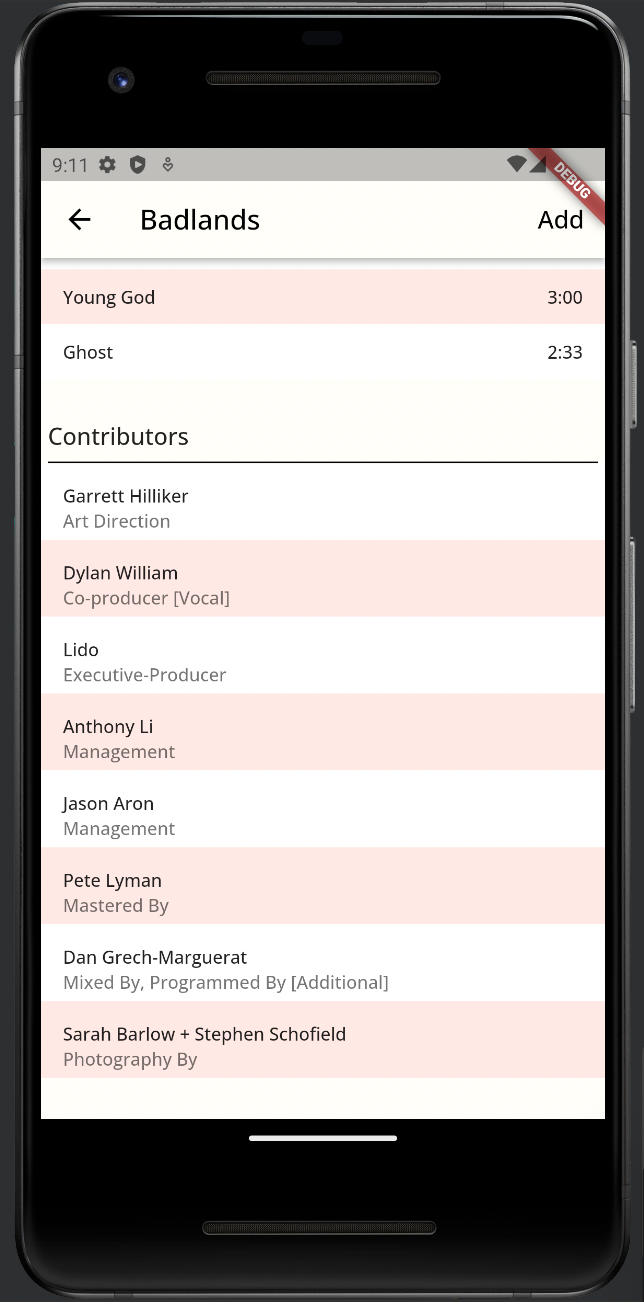 9:11
DEBUG
Badlands
Add
Young God 3:00
Ghost 2:33
Contributors
Garrett Hilliker
Art Direction
Dylan William
Co-producer [Vocal]
Lido
Executive-Producer
Anthony Li
Management
Jason Aron
Management
Pete Lyman
Mastered By
Dan Grech-Marguerat
Mixed By, Programmed By [Additional]
Sarah Barlow + Stephen Schofield
Photography By